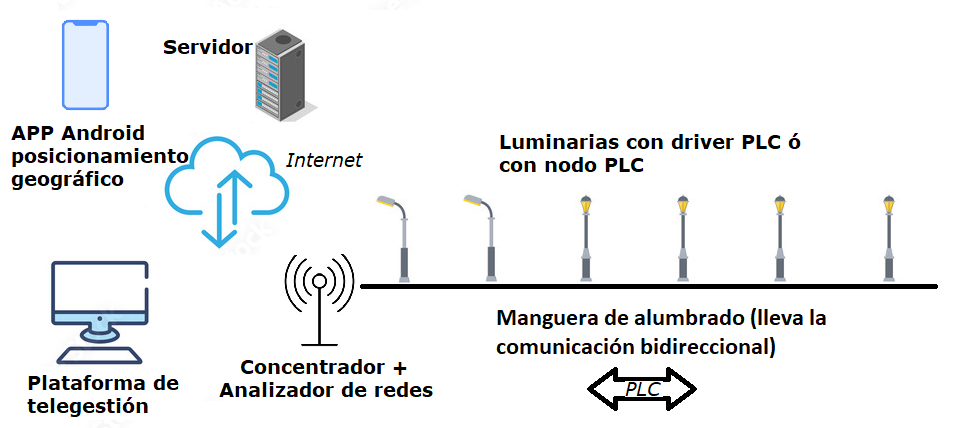 Servidor
APP Android
posicionamiento
geográfico
Internet
Luminarias con driver PLC ó
con nodo PLC
Manguera de alumbrado (lleva la
comunicación bidireccional)
PLC
Concentrador +
Analizador de redes
Plataforma de
telegestión